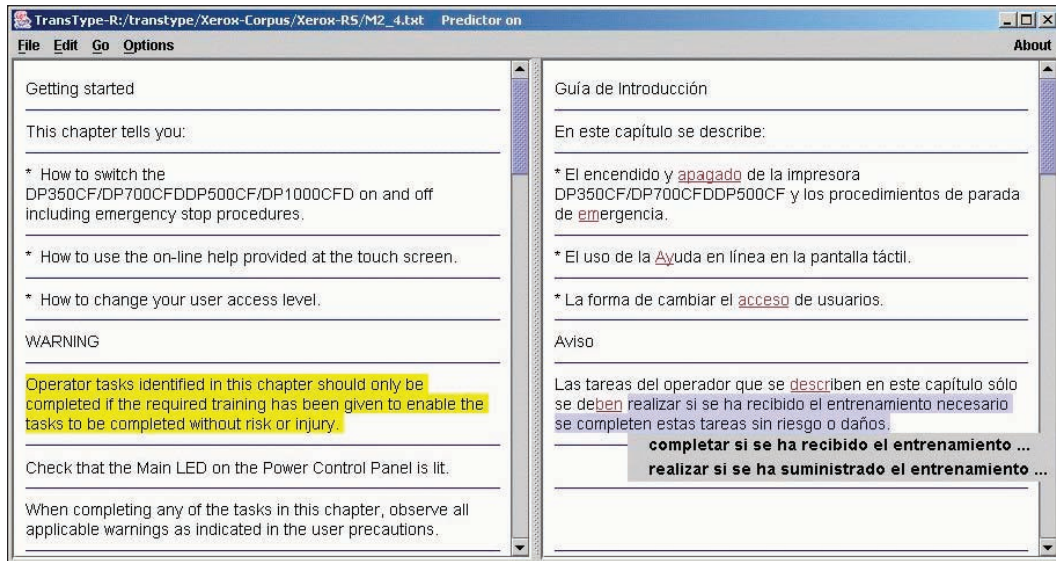 TransType-R:/transtype/Xerox-Corpus/Xerox-RS/M2_4.txt Predictor on
File Edit Go Options About
Getting started
This chapter tells you:
* How to switch the
DP350CF/DP700CFDDP500CF/DP1000CFD on and off
including emergency stop procedures.
* How to use the on-line help provided at the touch screen.
* How to change your user access level.
WARNING
Operator tasks identified in this chapter should only be
completed if the required training has been given to enable the
tasks to be completed without risk or injury.
Check that the Main LED on the Power Control Panel is lit.
When completing any of the tasks in this chapter, observe all
applicable warnings as indicated in the user precautions.
Guía de Introducción
En este capítulo se describe:
* El encendido y apagado de la impresora
DP350CF/DP700CFDDP500CF y los procedimientos de parada
de emergencia.
* El uso de la Ayuda en línea en la pantalla táctil.
* La forma de cambiar el acceso de usuarios.
Aviso
Las tareas del operador que se describen en este capítulo sólo
se deben realizar si se ha recibido el entrenamiento necesario
se completen estas tareas sin riesgo o daños.
completar si se ha recibido el entrenamiento ...
realizar si se ha suministrado el entrenamiento ...